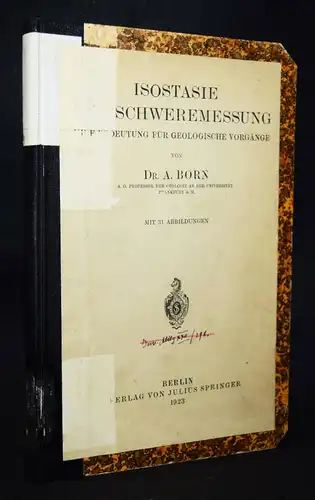 ISOSTASIE
SCHWEREMESSUNG
DEUTUNG FÜR GEOLOGISCHE VORGÄNGE
VON
DR. A. BORN
A. O. PROFESSOR DER GEOLOGIE AN DER UNIVERSITÄT
FRANKFURT A. M.
MIT 31 ABBILDUNGEN
BERLIN
VERLAG VON JULIUS SPRINGER
1923